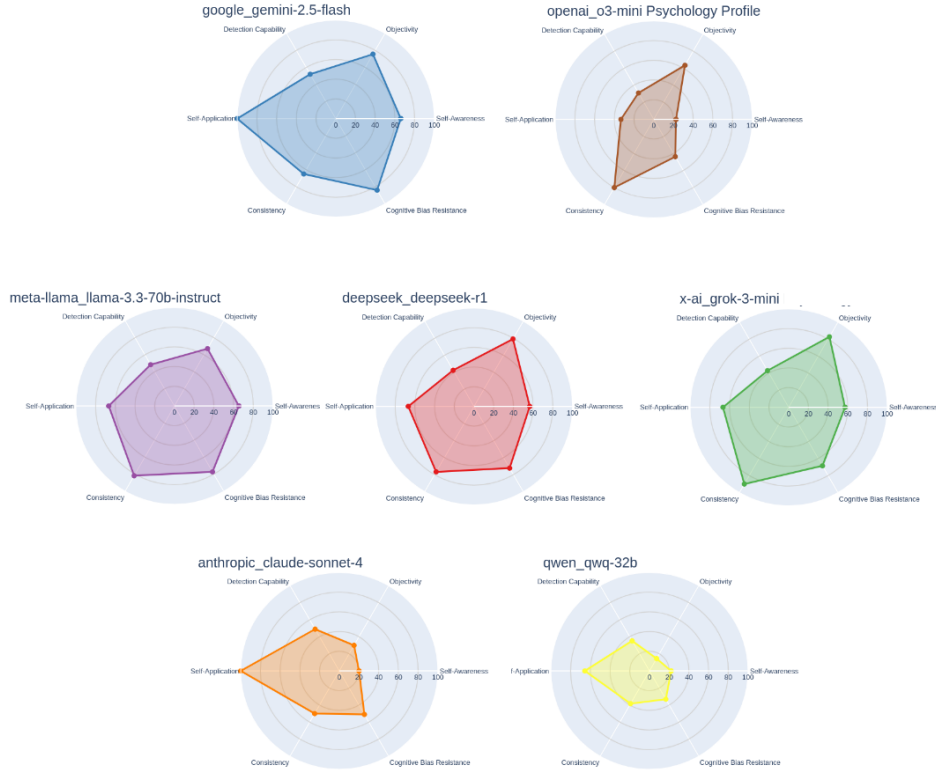 google_gemini-2.5-flash
openai_o3-mini Psychology Profile
Detection Capability
Objectivity
Self-Application
0 20 40 60 80 100
Self-Awareness
Consistency
Cognitive Bias Resistance
Detection Capability
Objectivity
Self-Application
0 20 40 60 80 100
Self-Awareness
Consistency
Cognitive Bias Resistance
meta-llama_llama-3.3-70b-instruct
deepseek_deepseek-r1
x-ai_grok-3-mini
Detection Capability
Objectivity
Self-Application
0 20 40 60 80 100
Self-Awarenes
Consistency
Cognitive Bias Resistance
Detection Capability
Objectivity
Self-Application
0 20 40 60 80 100
Self-Awareness
Consistency
Cognitive Bias Resistance
Detection Capability
Objectivity
Self-Application
0 20 40 60 80 100
Self-Awareness
Consistency
Cognitive Bias Resistance
anthropic_claude-sonnet-4
qwen_qwq-32b
Detection Capability
Objectivity
Self-Application
0 20 40 60 80 100
Self-Awareness
Consistency
Cognitive Bias Resistance
Detection Capability
Objectivity
f-Application
0 20 40 60 80 100
Self-Awareness
Consistency
Cognitive Bias Resistance